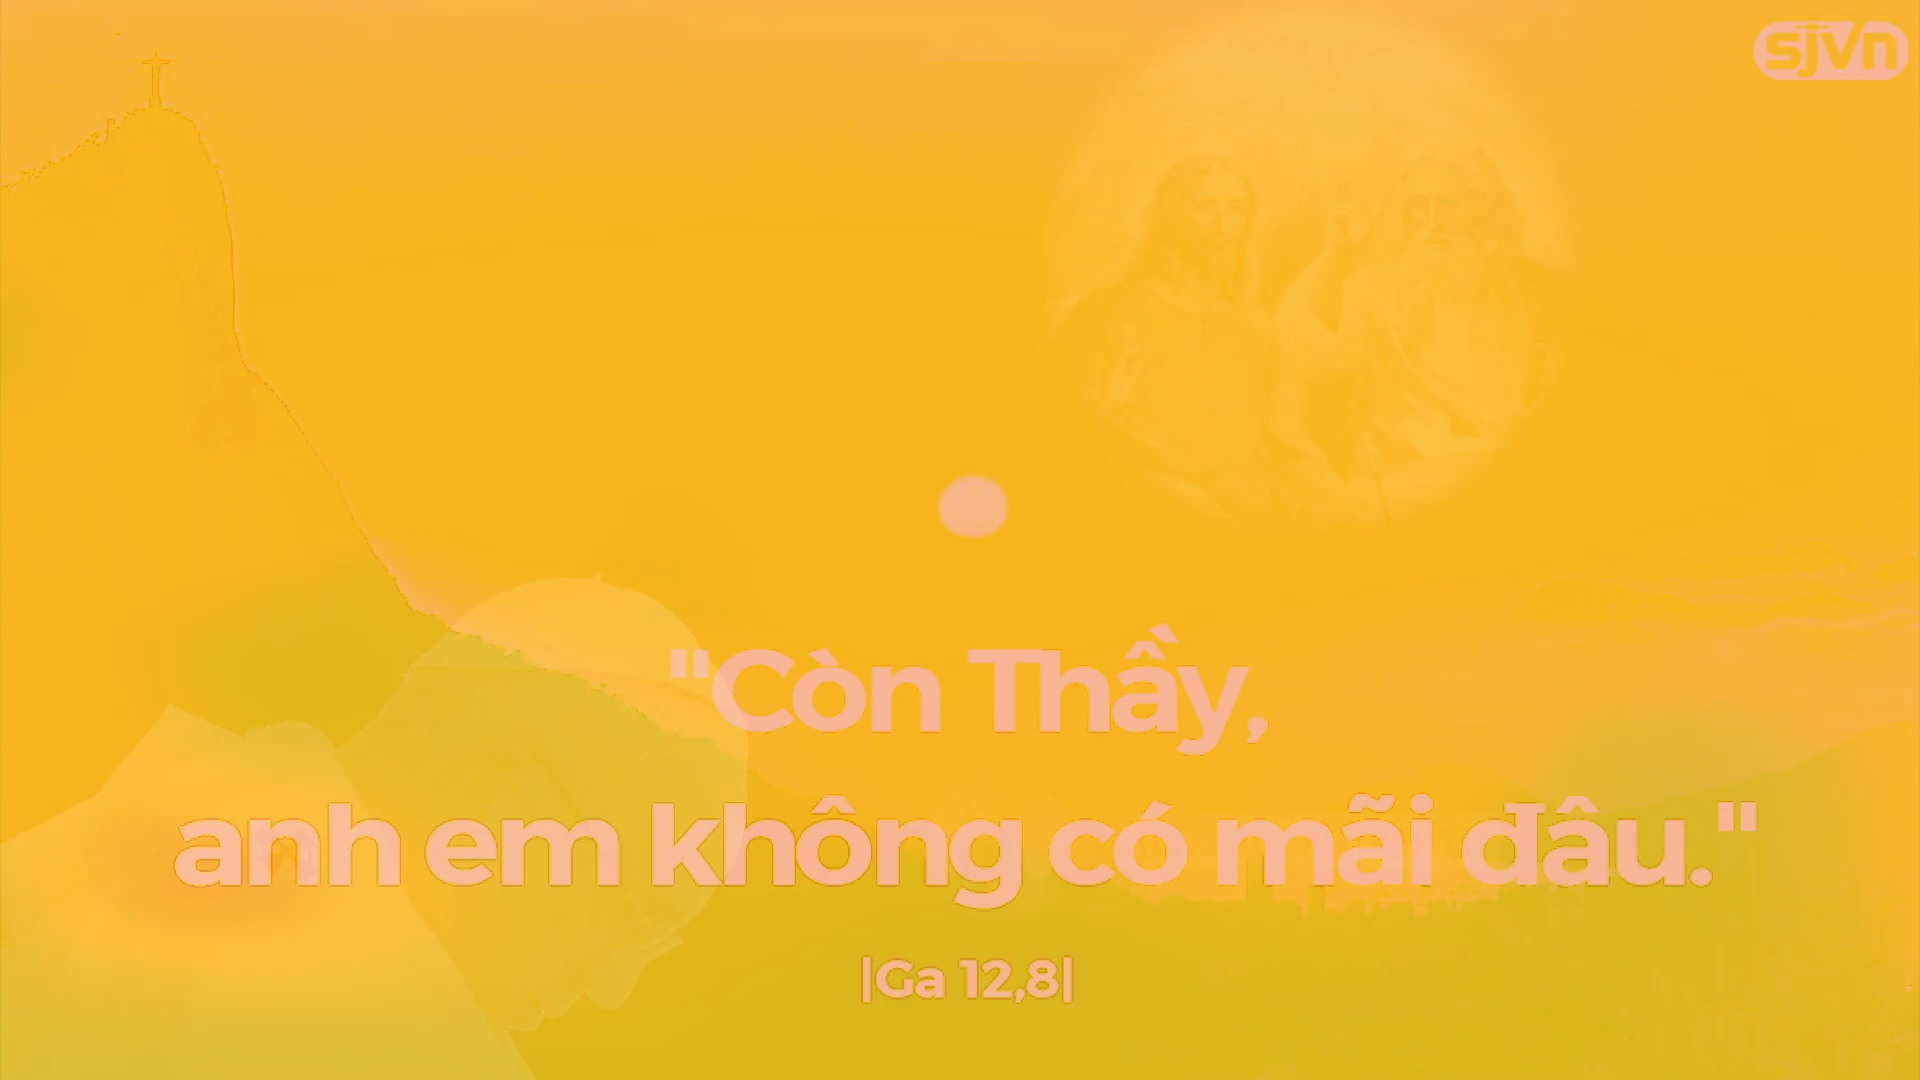 sjvn
"Còn Thầy,
anh em không có mãi đâu."
|Ga 12,8|